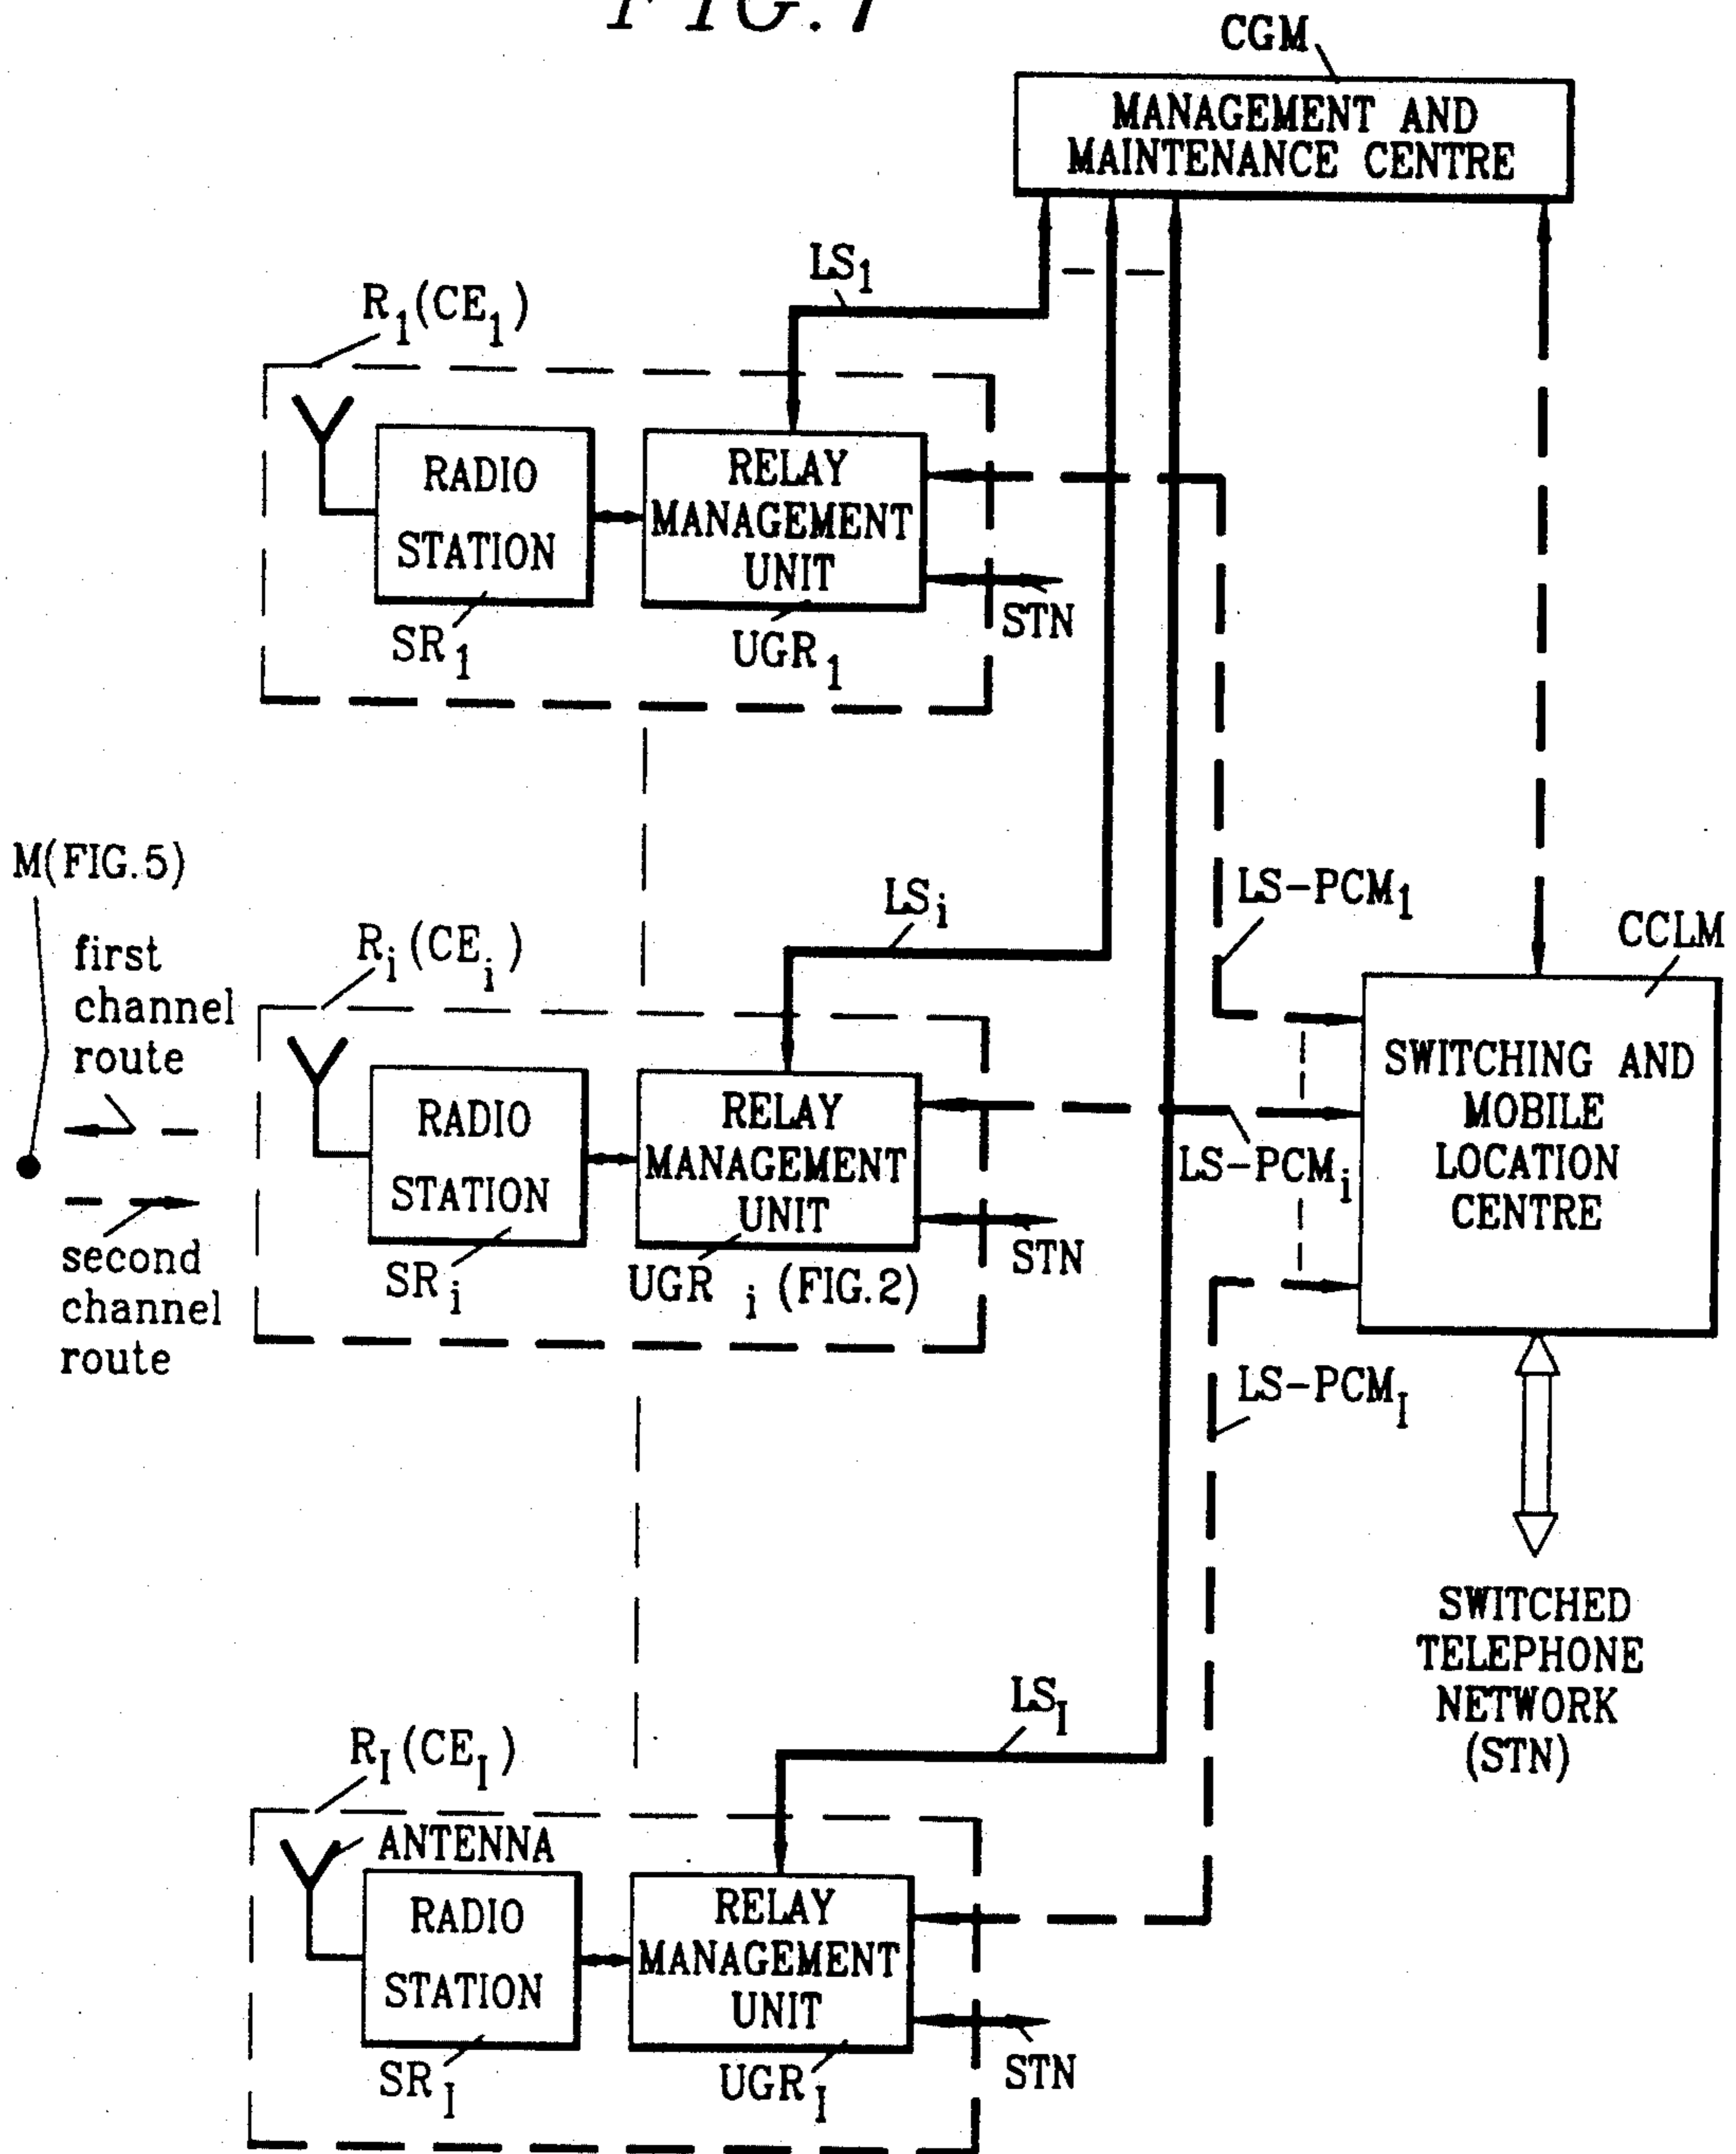 FIG.1
CGM
MANAGEMENT AND
MAINTENANCE CENTRE
LS1
R1(CE1)
RADIO
STATION
RELAY
MANAGEMENT
UNIT
STN
SR1
UGR1
M(FIG.5)
first
channel
route
second
channel
route
LSi
Ri(CEi)
RADIO
STATION
RELAY
MANAGEMENT
UNIT
STN
SRi
UGRi (FIG.2)
LS-PCM1
CCLM
SWITCHING AND
MOBILE
LOCATION
CENTRE
LS-PCMi
LS-PCMI
SWITCHED
TELEPHONE
NETWORK
(STN)
LSI
RI(CEI)
ANTENNA
RADIO
STATION
RELAY
MANAGEMENT
UNIT
STN
SRI
UGRI